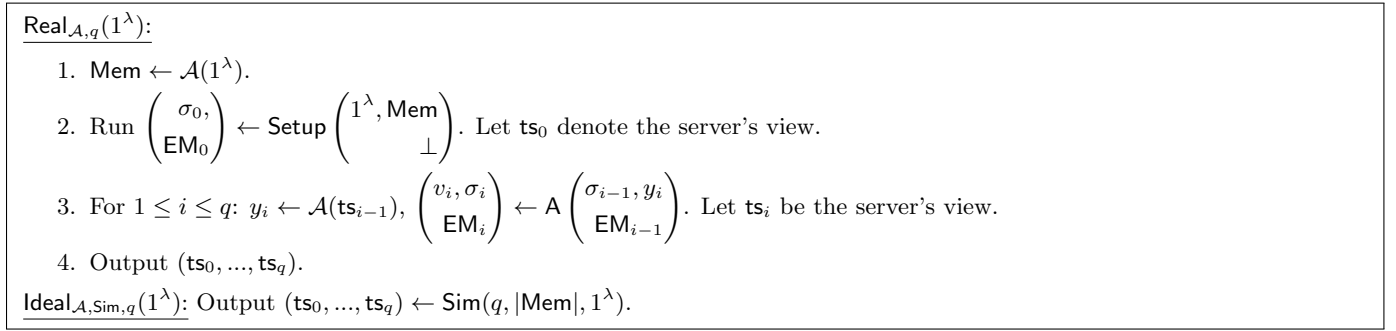 Real_{𝒜,q}(1^λ):
1. Mem ← 𝒜(1^λ).
2. Run (σ_0, EM_0) ← Setup (1^λ, Mem ⊥). Let ts_0 denote the server's view.
3. For 1 ≤ i ≤ q: y_i ← 𝒜(ts_{i−1}), (v_i, σ_i EM_i) ← A (σ_{i−1}, y_i EM_{i−1}). Let ts_i be the server's view.
4. Output (ts_0, ..., ts_q).
Ideal_{𝒜,Sim,q}(1^λ): Output (ts_0, ..., ts_q) ← Sim(q, |Mem|, 1^λ).